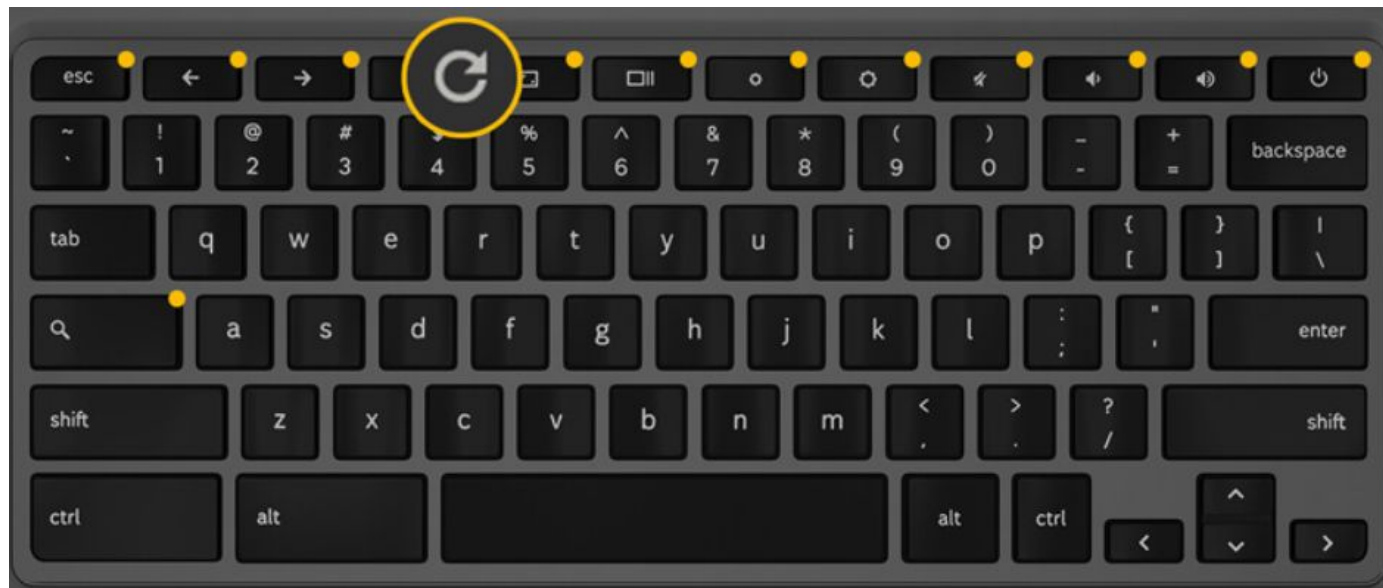 esc
~ ! @ # $ % ^ & * ( ) _ +
` 1 2 3 4 5 6 7 8 9 0 - = backspace
tab q w e r t y u i o p { [ } ] | \
a s d f g h j k l : ; " ' enter
shift z x c v b n m < , > . ? / shift
ctrl alt alt ctrl